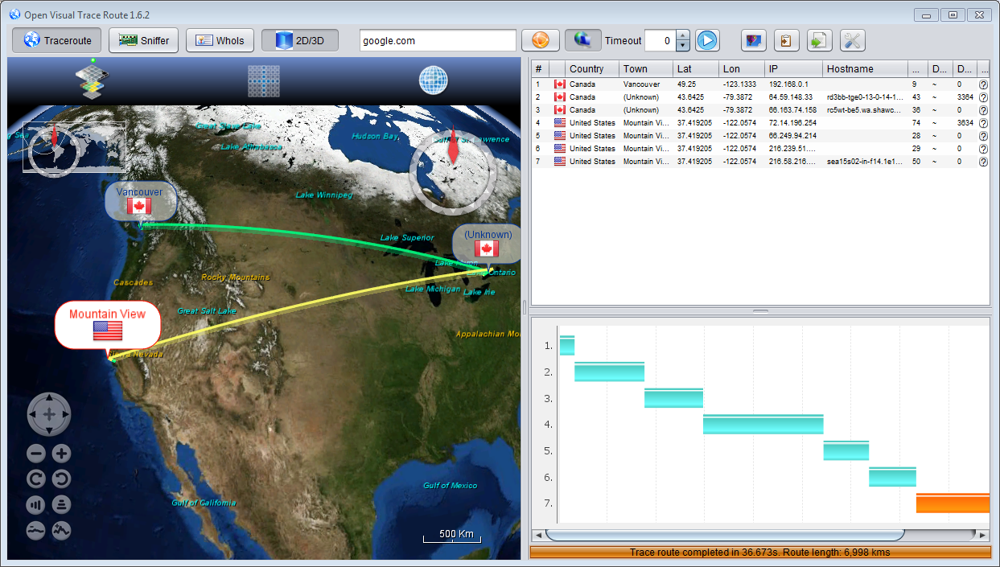 Open Visual Trace Route 1.6.2
Traceroute Sniffer WhoIs 2D/3D google.com Timeout 0
Great Slave Lake
Lake Athabasca
Hudson Bay
Gulf of St. Lawrence
Lake Winnipeg
Vancouver
(Unknown)
Lake Superior
Lake Huron
Lake Ontario
Lake Michigan
Lake Irie
Cascades
Rocky Mountains
Great Salt Lake
Mountain View
Sierra Nevada
Appalachian Mo
Gulf of Mexico
Gulf of California
500 Km
# Country Town Lat Lon IP Hostname ... D... D... ...
1 Canada Vancouver 49.25 -123.1333 192.168.0.1 9 ~ 0 ?
2 Canada (Unknown) 43.6425 -79.3872 64.59.148.33 rd3bb-tge0-13-0-14-1... 43 ~ 3364 ?
3 Canada (Unknown) 43.6425 -79.3872 66.163.74.158 rc5wt-be5.wa.shawc... 36 ~ 0 ?
4 United States Mountain Vi... 37.419205 -122.0574 72.14.196.254 74 ~ 3634 ?
5 United States Mountain Vi... 37.419205 -122.0574 66.249.94.214 28 ~ 0 ?
6 United States Mountain Vi... 37.419205 -122.0574 216.239.51.... 29 ~ 0 ?
7 United States Mountain Vi... 37.419205 -122.0574 216.58.216.... sea15s02-in-f14.1e1... 50 ~ 0 ?
1.
2.
3.
4.
5.
6.
7.
Trace route completed in 36.673s. Route length: 6,998 kms